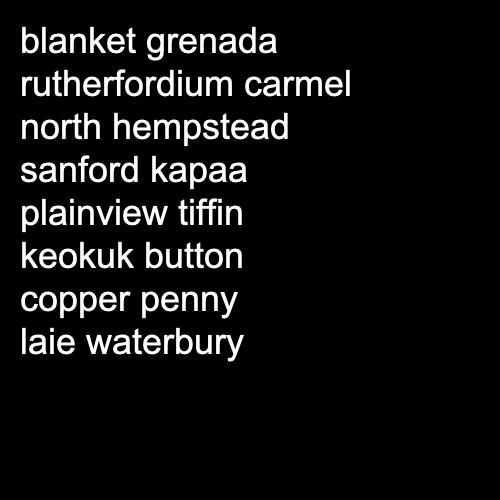 blanket grenada
rutherfordium carmel
north hempstead
sanford kapaa
plainview tiffin
keokuk button
copper penny
laie waterbury